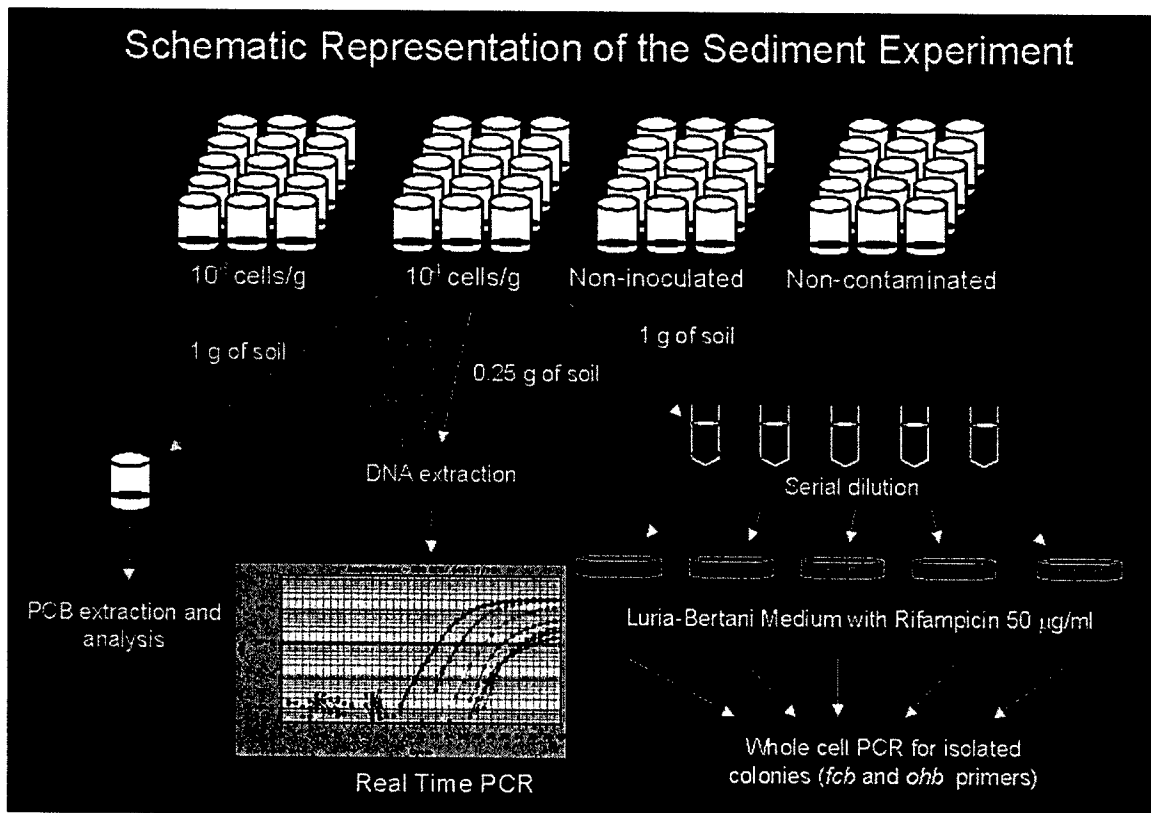 Schematic Representation of the Sediment Experiment
cells/g
cells/g
Non-inoculated
Non-contaminated
1 g of soil
1 g of soil
0.25 g of soil
DNA extraction
Serial dilution
PCB extraction and
analysis
Luria-Bertani Medium with Rifampicin 50 μg/ml
Real Time PCR
Whole cell PCR for isolated
colonies (fcb and ohb primers)